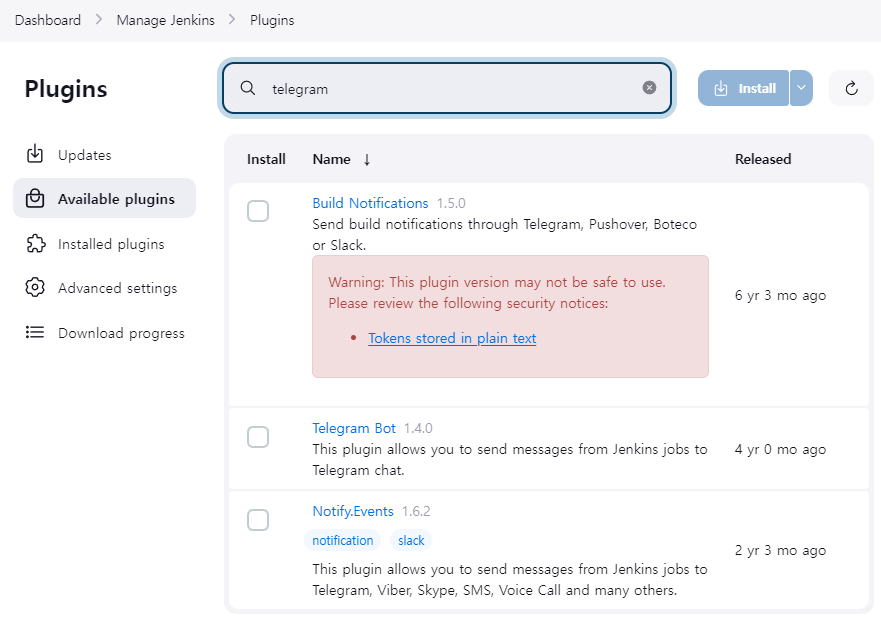 Dashboard > Manage Jenkins > Plugins
Plugins
telegram
Install
Updates
Available plugins
Installed plugins
Advanced settings
Download progress
Install Name ↓ Released
Build Notifications 1.5.0
Send build notifications through Telegram, Pushover, Boteco
or Slack.
Warning: This plugin version may not be safe to use.
Please review the following security notices:
• Tokens stored in plain text
6 yr 3 mo ago
Telegram Bot 1.4.0
This plugin allows you to send messages from Jenkins jobs to
Telegram chat.
4 yr 0 mo ago
Notify.Events 1.6.2
notification slack
This plugin allows you to send messages from Jenkins jobs to
Telegram, Viber, Skype, SMS, Voice Call and many others.
2 yr 3 mo ago